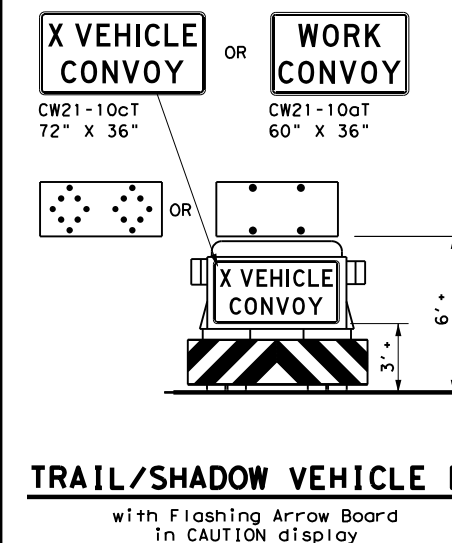 X VEHICLE
CONVOY
OR
WORK
CONVOY
CW21-10cT
72" X 36"
CW21-10aT
60" X 36"
OR
X VEHICLE
CONVOY
6' +
3' +
TRAIL/SHADOW VEHICLE
with Flashing Arrow Board
in CAUTION display